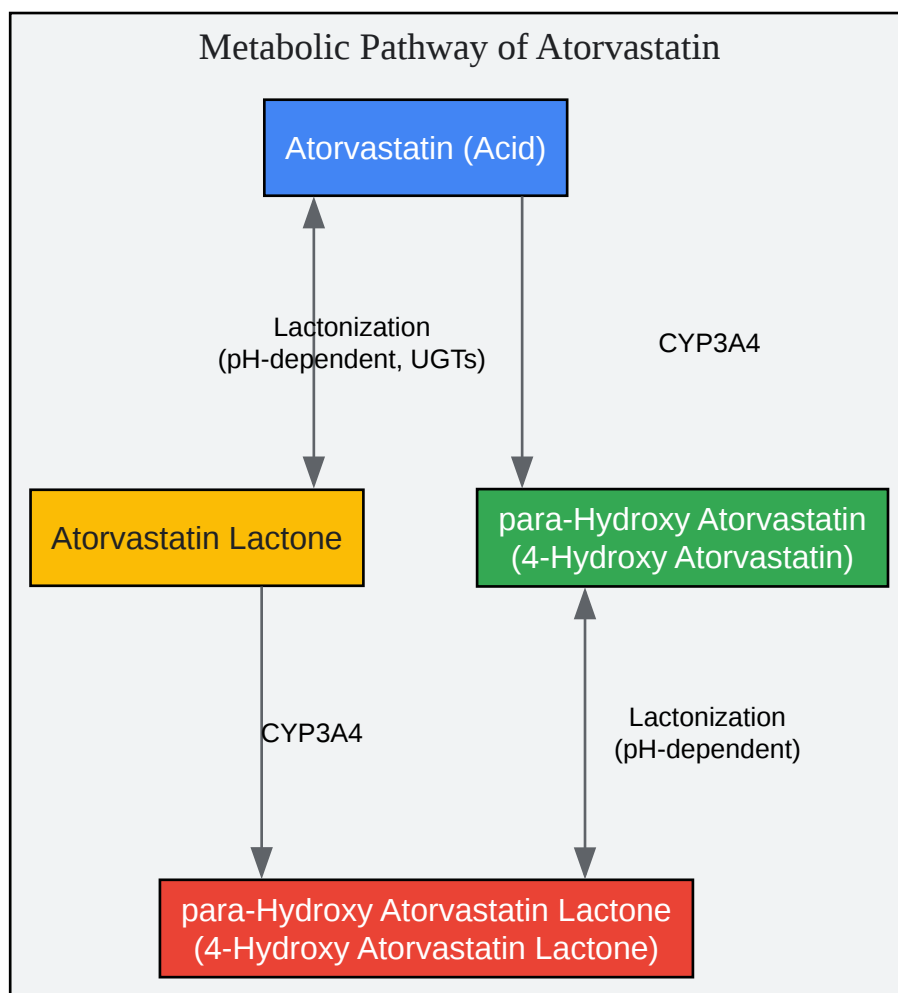 Metabolic Pathway of Atorvastatin
Atorvastatin (Acid)
Lactonization
(pH-dependent, UGTs)
CYP3A4
Atorvastatin Lactone
para-Hydroxy Atorvastatin
(4-Hydroxy Atorvastatin)
CYP3A4
Lactonization
(pH-dependent)
para-Hydroxy Atorvastatin Lactone
(4-Hydroxy Atorvastatin Lactone)